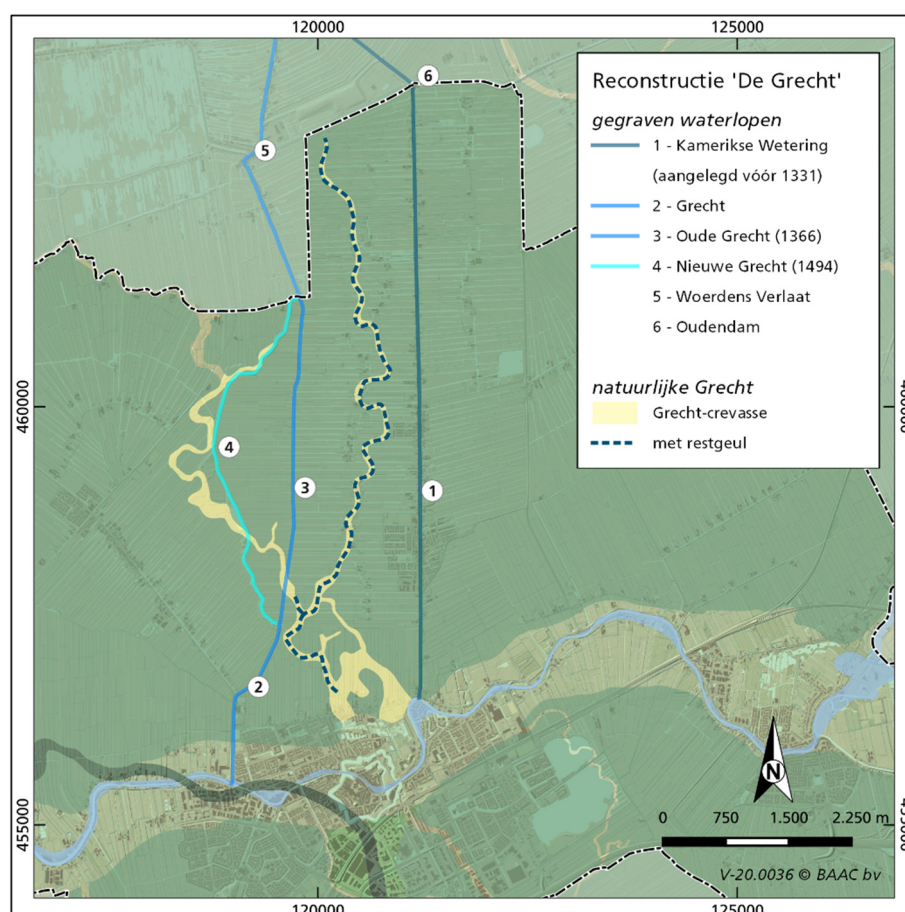 120000
125000
6
Reconstructie 'De Grecht'
gegraven waterlopen
1 - Kamerikse Wetering
(aangelegd vóór 1331)
2 - Grecht
3 - Oude Grecht (1366)
4 - Nieuwe Grecht (1494)
5 - Woerdens Verlaat
6 - Oudendam
natuurlijke Grecht
Grecht-crevasse
met restgeul
5
460000
460000
4
3
1
2
N
455000
455000
0 750 1.500 2.250 m
V-20.0036 © BAAC bv
120000
125000